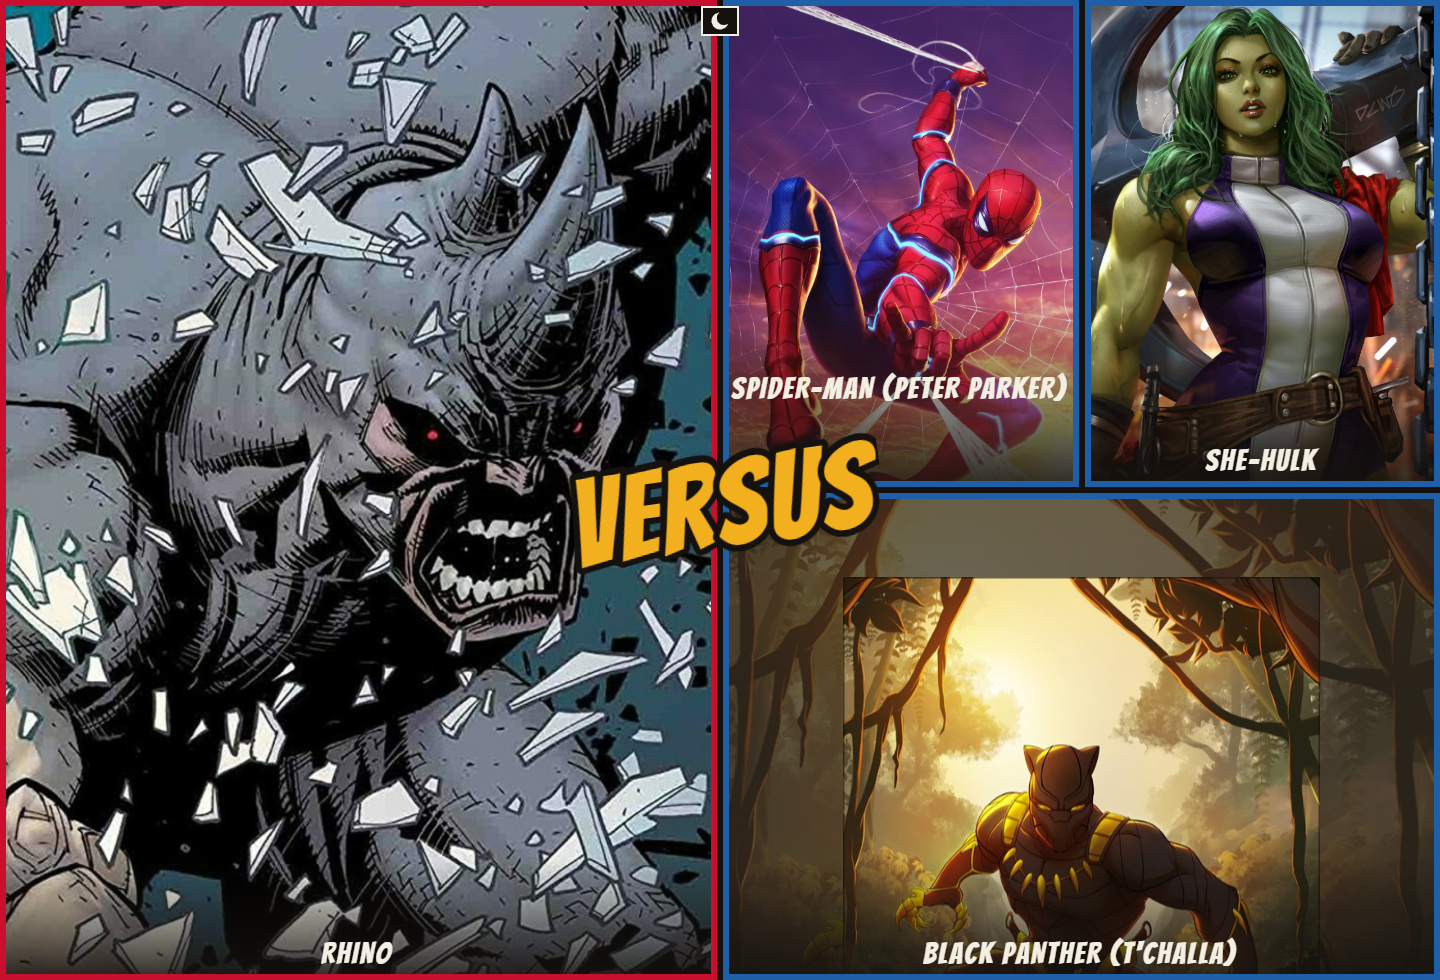 SPIDER-MAN (PETER PARKER)
SHE-HULK
VERSUS
RHINO
BLACK PANTHER (T'CHALLA)